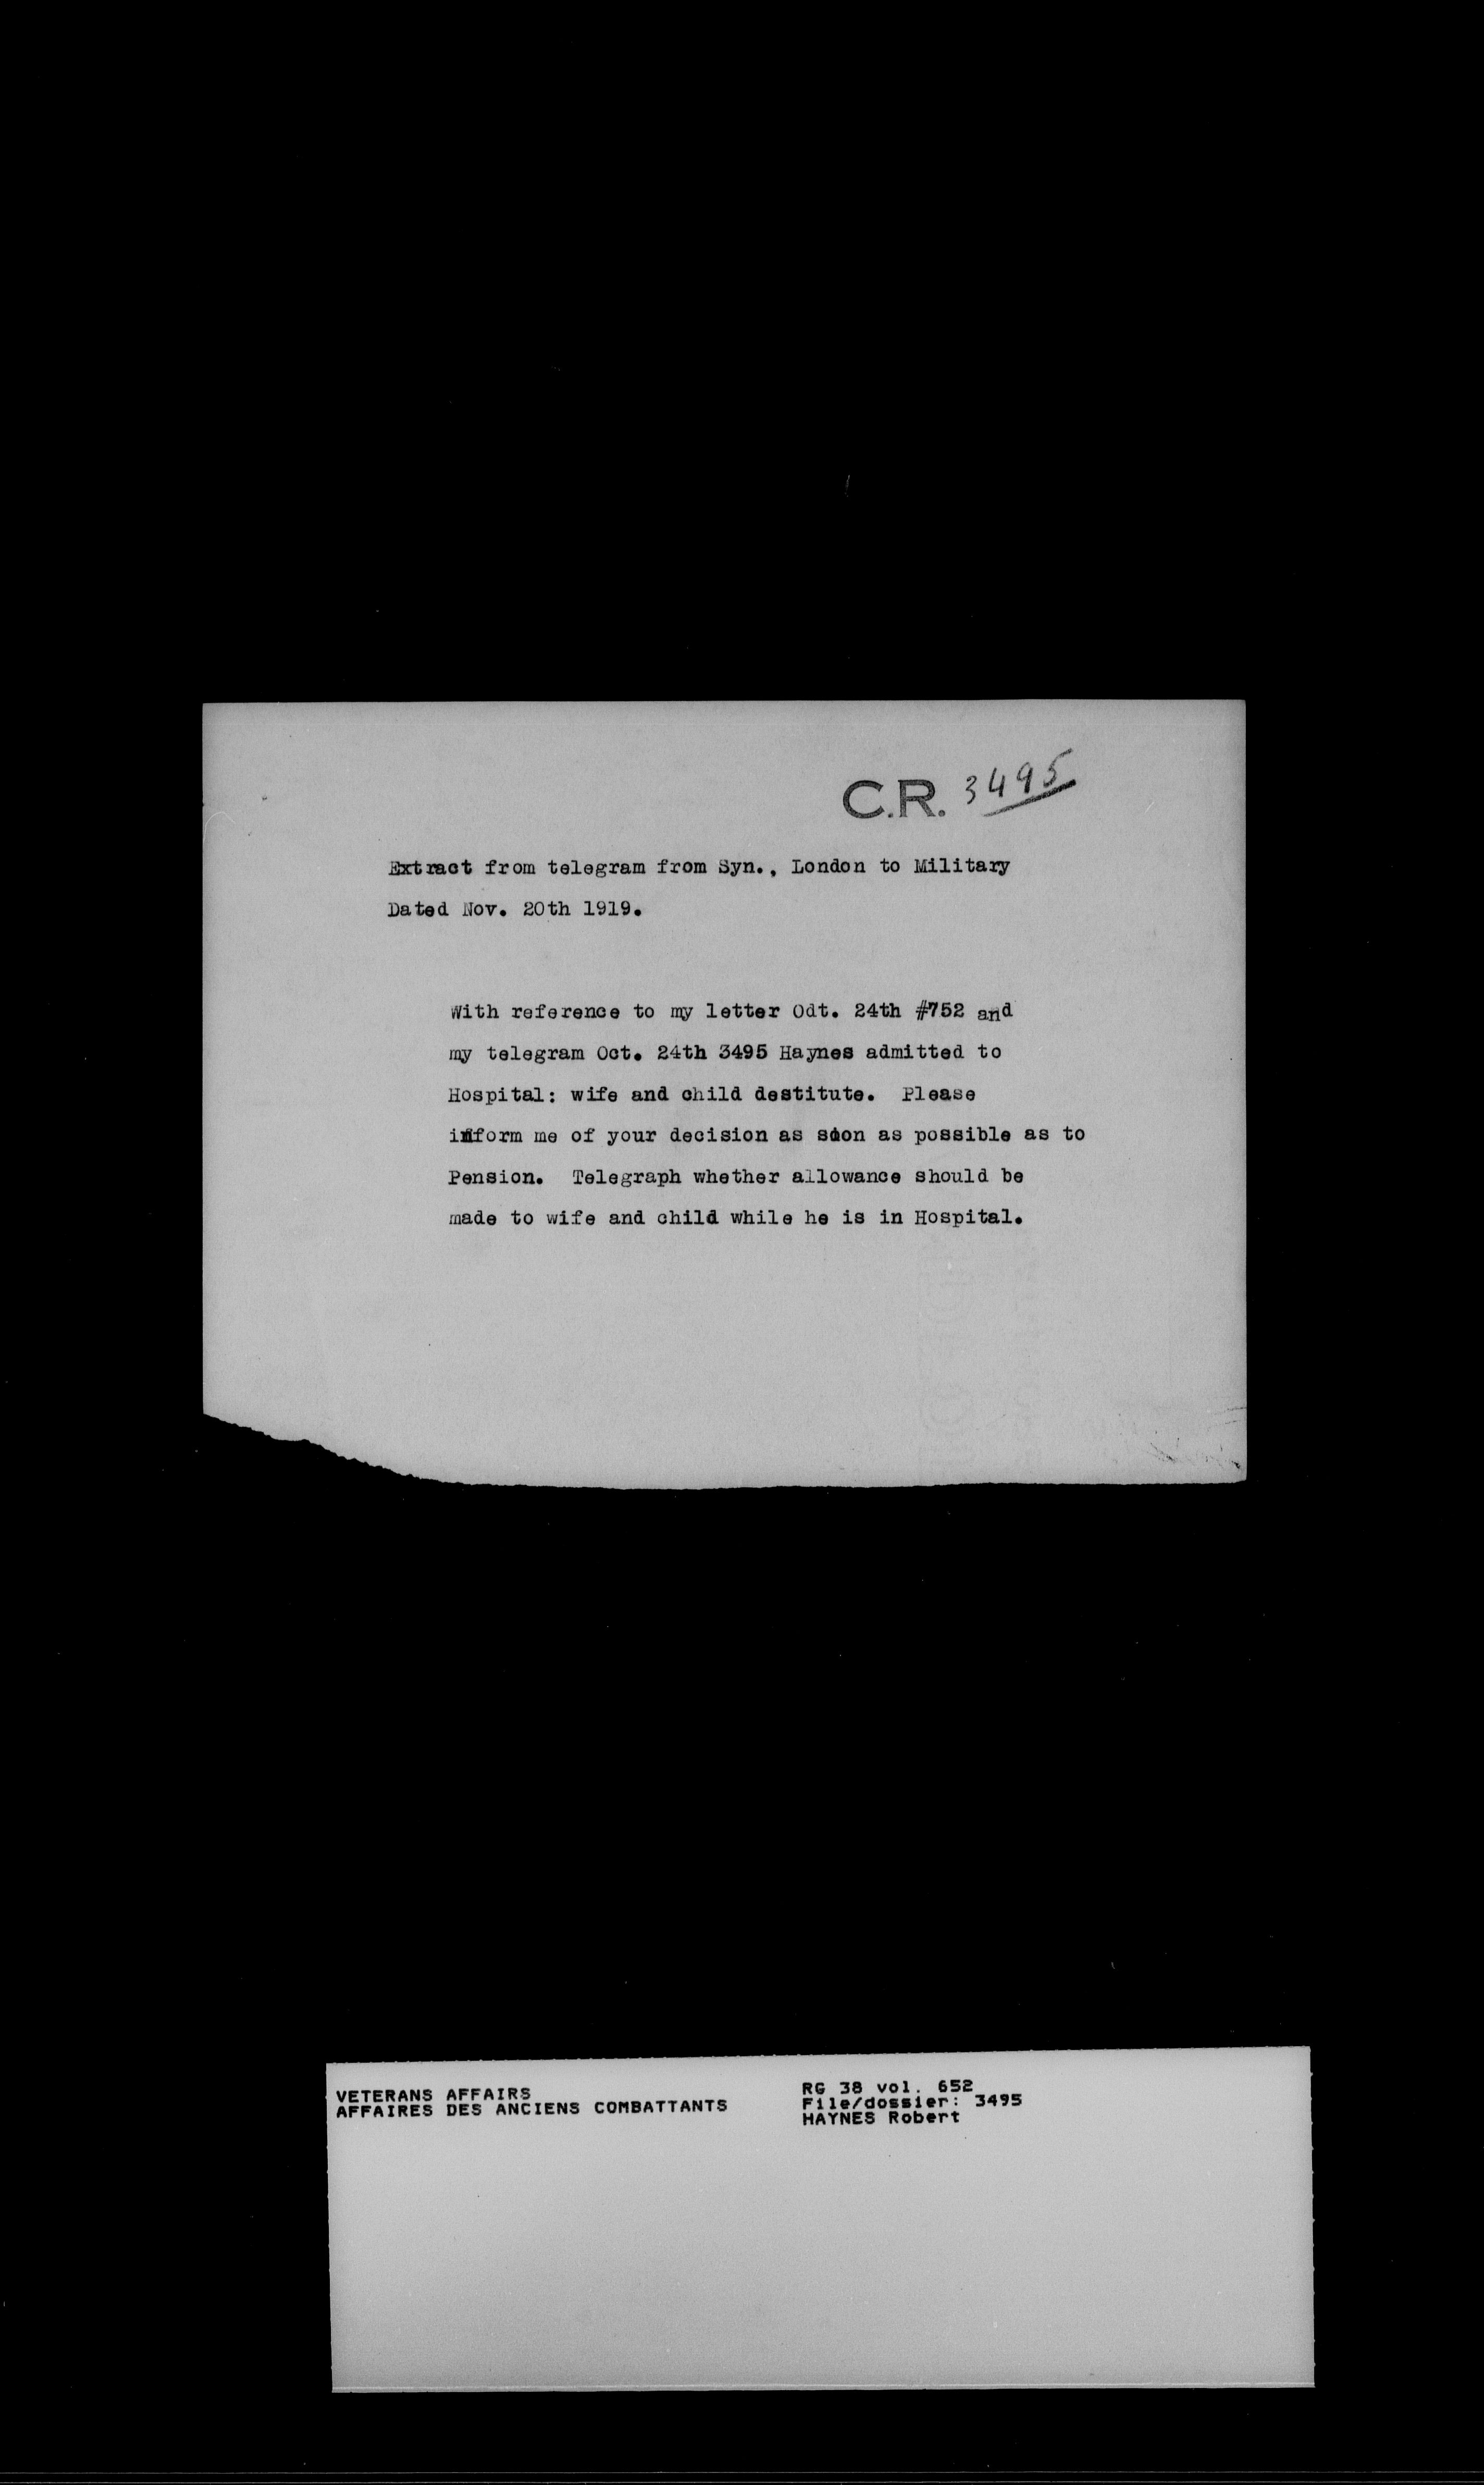 C.R. 3495
Extract from telegram from Syn., London to Military
Dated Nov. 20th 1919.
With reference to my letter Odt. 24th #752 and
my telegram Oct. 24th 3495 Haynes admitted to
Hospital: wife and child destitute. Please
inform me of your decision as soon as possible as to
Pension. Telegraph whether allowance should be
made to wife and child while he is in Hospital.
VETERANS AFFAIRS
AFFAIRES DES ANCIENS COMBATTANTS
RG 38 vol. 652
File/dossier: 3495
HAYNES Robert